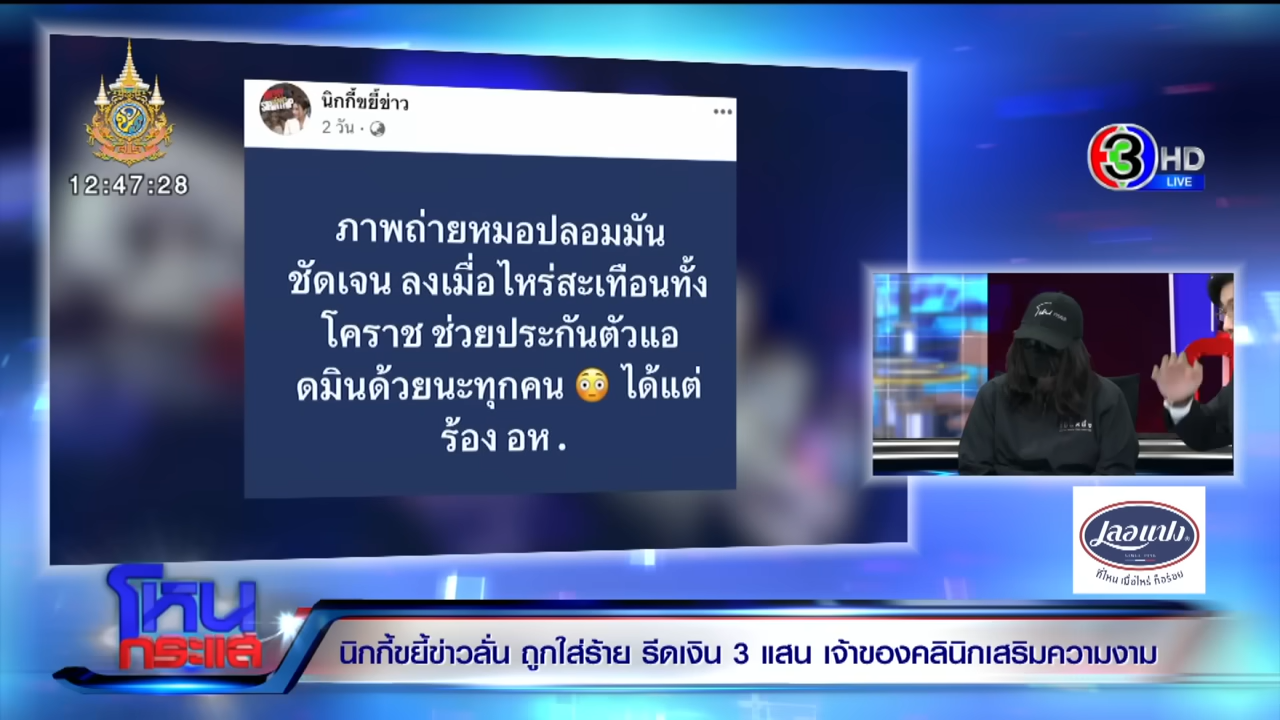 นิกกี้ขยี้ข่าว
2 วัน ·
12:47:28
3 HD
LIVE
ภาพถ่ายหมอปลอมมัน
ชัดเจน ลงเมื่อไหร่สะเทือนทั้ง
โคราช ช่วยประกันตัวแอ
ดมินด้วยนะทุกคน 😳 ได้แต่
ร้อง อห .
เลอแปง
ที่ไหน เมื่อไหร่ ก็อร่อย
โหนกระแส
นิกกี้ขยี้ข่าวลั่น ถูกใส่ร้าย รีดเงิน 3 แสน เจ้าของคลินิกเสริมความงาม